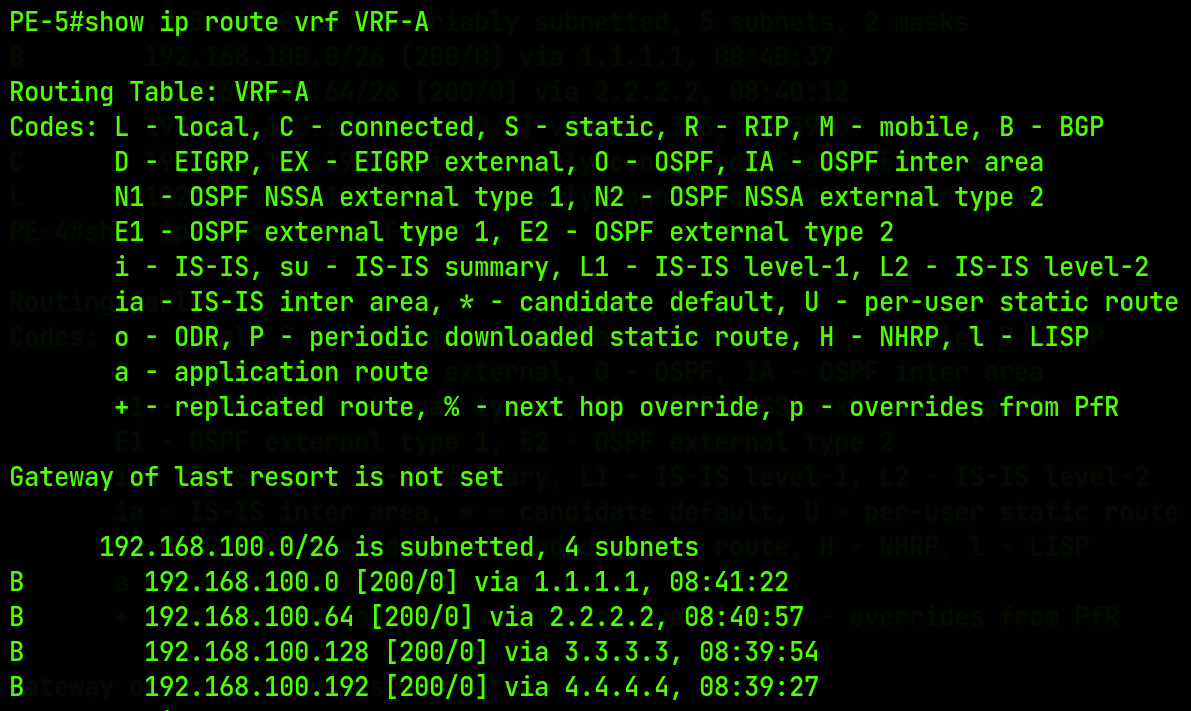 PE-5#show ip route vrf VRF-A
Routing Table: VRF-A
Codes: L - local, C - connected, S - static, R - RIP, M - mobile, B - BGP
D - EIGRP, EX - EIGRP external, O - OSPF, IA - OSPF inter area
N1 - OSPF NSSA external type 1, N2 - OSPF NSSA external type 2
E1 - OSPF external type 1, E2 - OSPF external type 2
i - IS-IS, su - IS-IS summary, L1 - IS-IS level-1, L2 - IS-IS level-2
ia - IS-IS inter area, * - candidate default, U - per-user static route
o - ODR, P - periodic downloaded static route, H - NHRP, l - LISP
a - application route
+ - replicated route, % - next hop override, p - overrides from PfR
Gateway of last resort is not set
192.168.100.0/26 is subnetted, 4 subnets
B 192.168.100.0 [200/0] via 1.1.1.1, 08:41:22
B 192.168.100.64 [200/0] via 2.2.2.2, 08:40:57
B 192.168.100.128 [200/0] via 3.3.3.3, 08:39:54
B 192.168.100.192 [200/0] via 4.4.4.4, 08:39:27